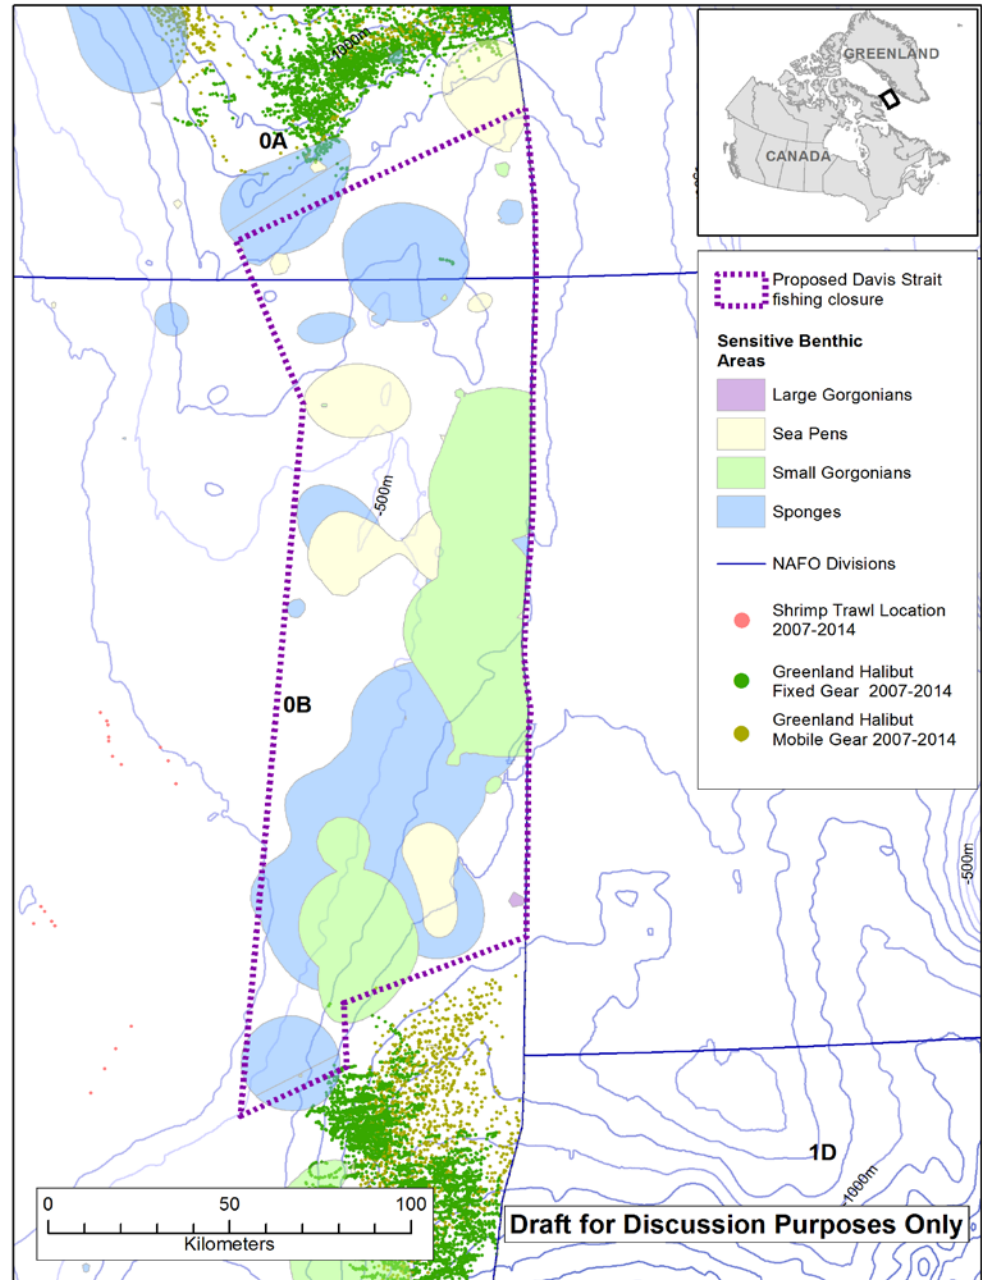 -1000m
GREENLAND
CANADA
0A
Proposed Davis Strait
fishing closure
Sensitive Benthic
Areas
Large Gorgonians
Sea Pens
Small Gorgonians
Sponges
-500m
NAFO Divisions
Shrimp Trawl Location
2007-2014
Greenland Halibut
Fixed Gear 2007-2014
0B
Greenland Halibut
Mobile Gear 2007-2014
-500m
1D
-1000m
0 50 100
Kilometers
Draft for Discussion Purposes Only